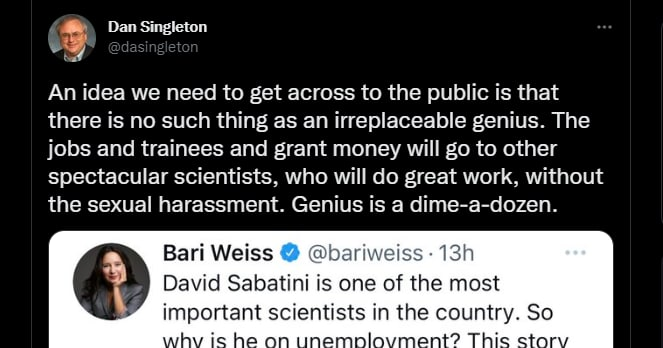 Dan Singleton
@dasingleton
An idea we need to get across to the public is that
there is no such thing as an irreplaceable genius. The
jobs and trainees and grant money will go to other
spectacular scientists, who will do great work, without
the sexual harassment. Genius is a dime-a-dozen.
Bari Weiss @bariweiss · 13h
David Sabatini is one of the most
important scientists in the country. So
why is he on unemployment? This story